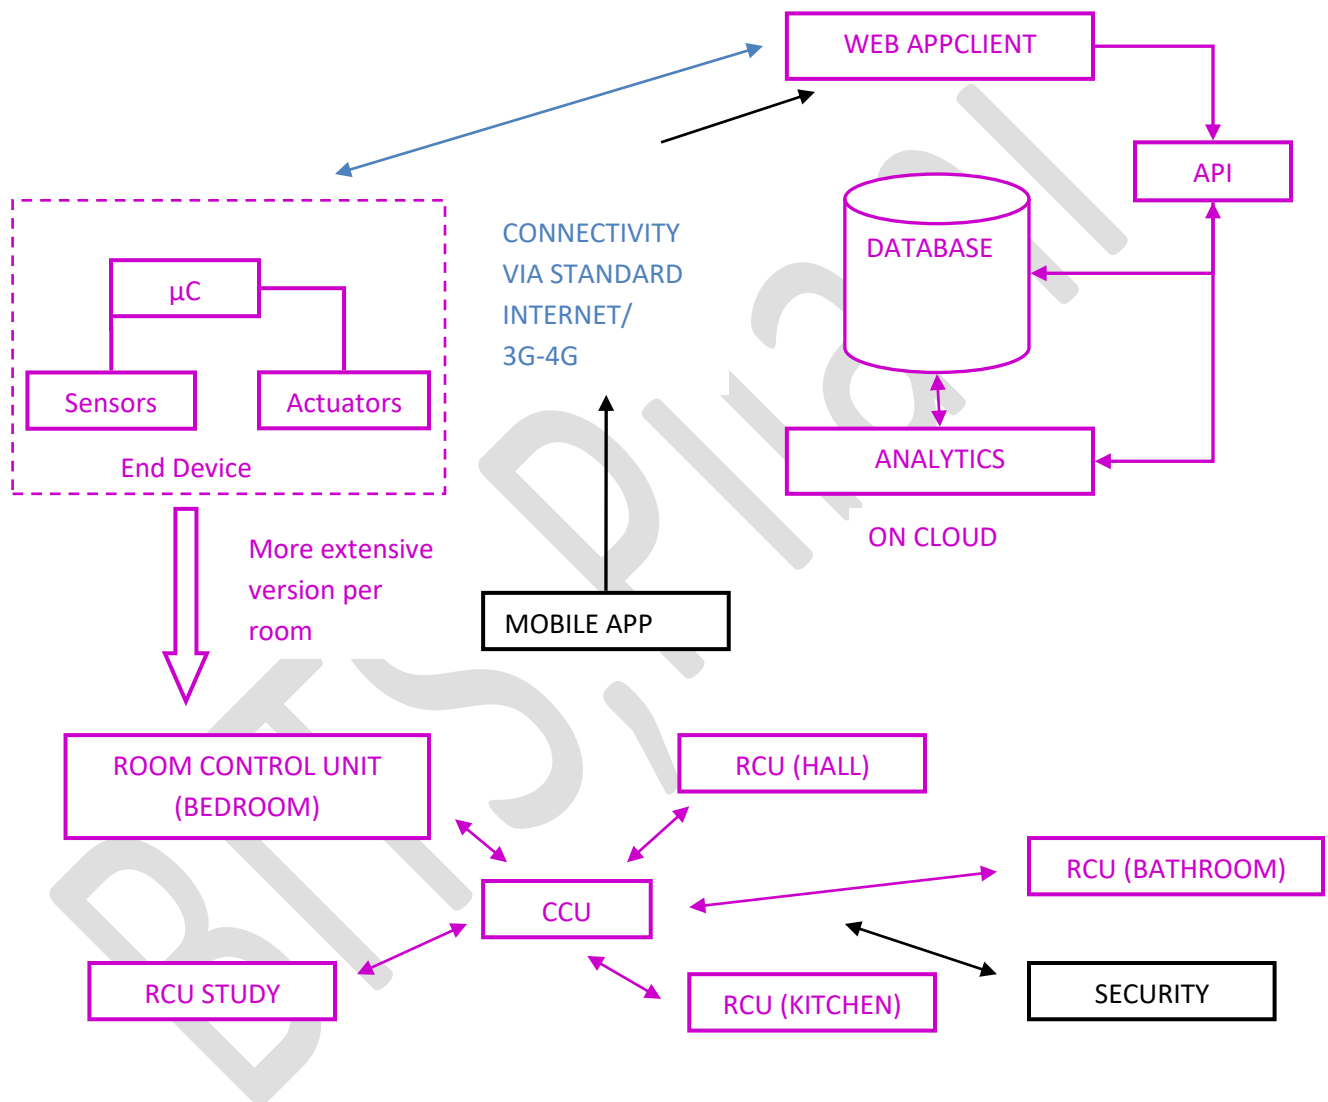 WEB APPCLIENT
API
CONNECTIVITY
VIA STANDARD
INTERNET/
3G-4G
DATABASE
µC
Sensors
Actuators
End Device
ANALYTICS
ON CLOUD
More extensive
version per
room
MOBILE APP
ROOM CONTROL UNIT
(BEDROOM)
RCU (HALL)
RCU (BATHROOM)
CCU
RCU STUDY
RCU (KITCHEN)
SECURITY
BITS, Pilani